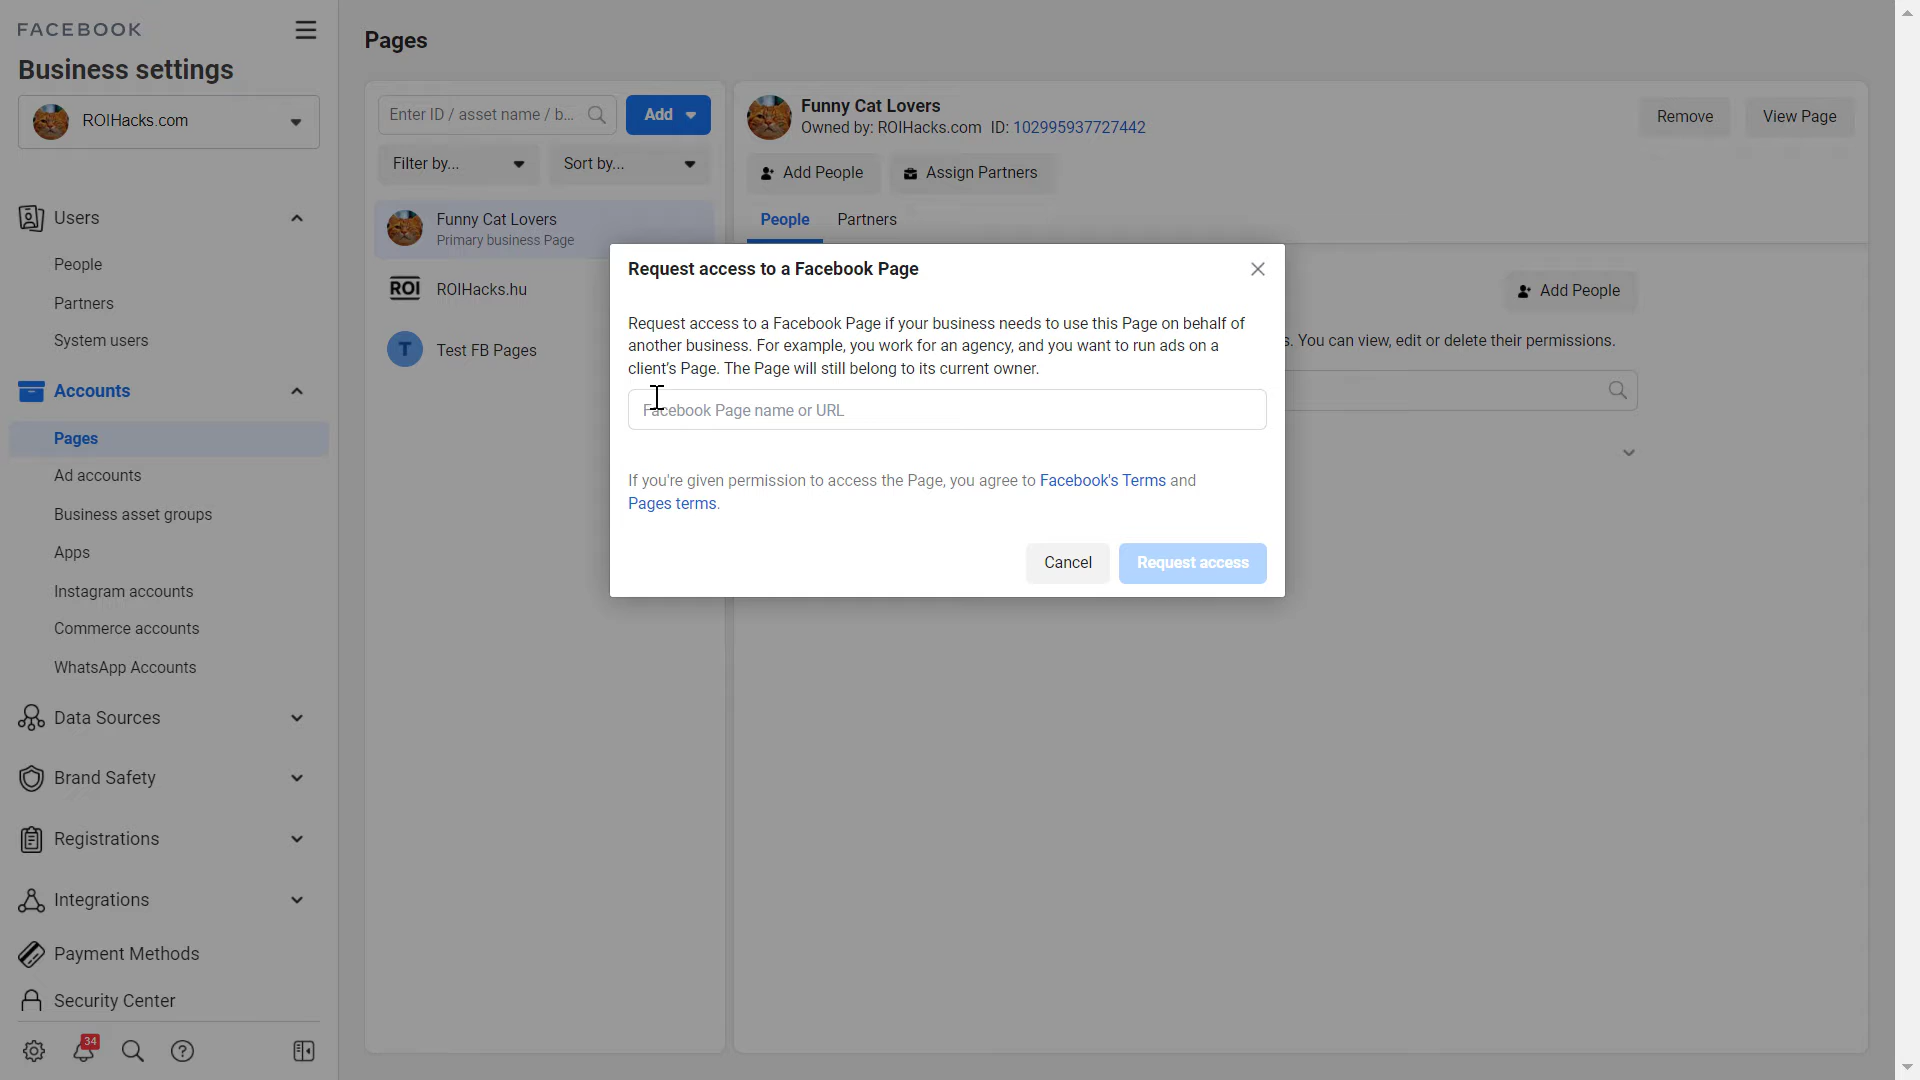 FACEBOOK
Business settings
ROIHacks.com
Users
People
Partners
System users
Accounts
Pages
Ad accounts
Business asset groups
Apps
Instagram accounts
Commerce accounts
WhatsApp Accounts
Data Sources
Brand Safety
Registrations
Integrations
Payment Methods
Security Center
34
Pages
Enter ID / asset name / b...
Add
Filter by...
Sort by...
Funny Cat Lovers
Primary business Page
ROI
ROIHacks.hu
T
Test FB Pages
Funny Cat Lovers
Owned by: ROIHacks.com ID: 102995937727442
Remove
View Page
Add People
Assign Partners
People
Partners
Add People
s. You can view, edit or delete their permissions.
Request access to a Facebook Page
Request access to a Facebook Page if your business needs to use this Page on behalf of
another business. For example, you work for an agency, and you want to run ads on a
client's Page. The Page will still belong to its current owner.
Facebook Page name or URL
If you're given permission to access the Page, you agree to Facebook's Terms and
Pages terms.
Cancel
Request access